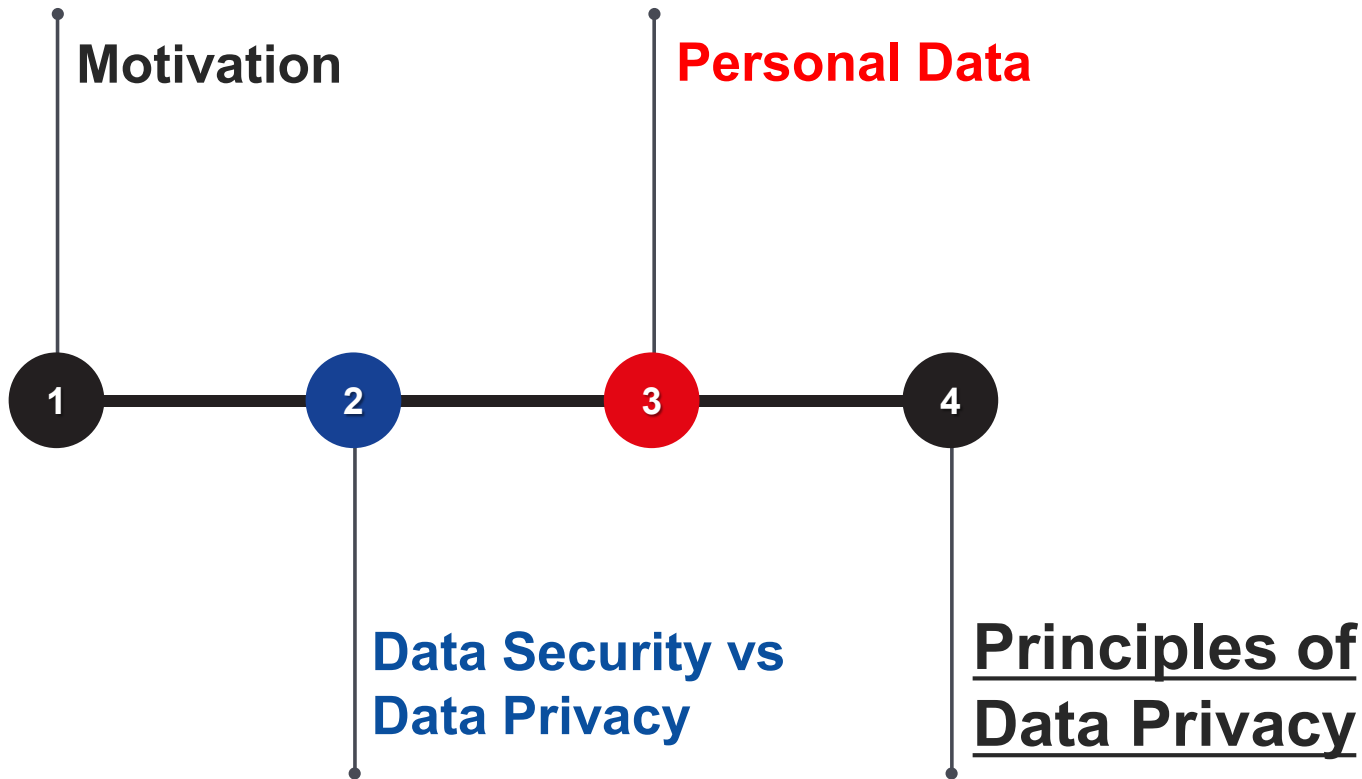 Motivation
Personal Data
1
2
3
4
Data Security vs
Data Privacy
Principles of
Data Privacy